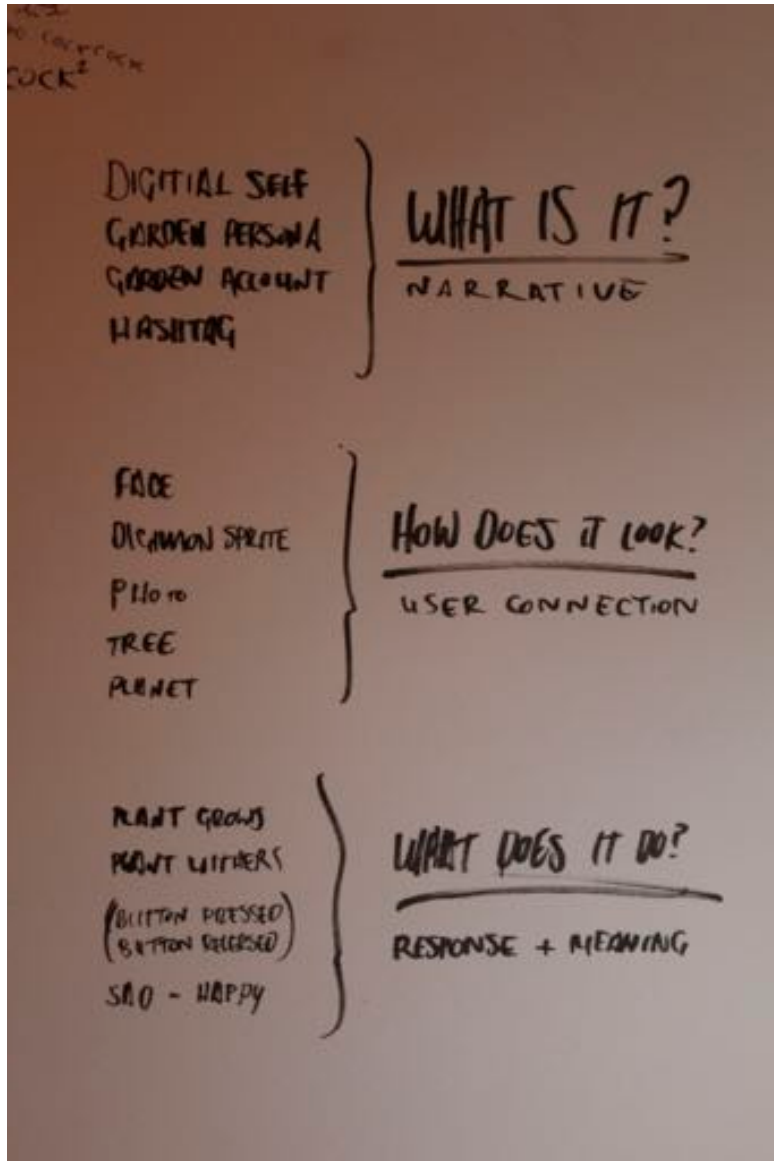 COCK²
DIGITIAL SELF
GARDEN PERSONA
GARDEN ACCOUNT
HASHTAG
WHAT IS IT?
NARRATIVE
FACE
SPRITE
PHOTO
TREE
PLANET
HOW DOES IT LOOK?
USER CONNECTION
PLANT GROWS
PLANT WITHERS
(BUTTON PRESSED)
(BUTTON RELEASED)
SAD - HAPPY
WHAT DOES IT DO?
RESPONSE + MEANING